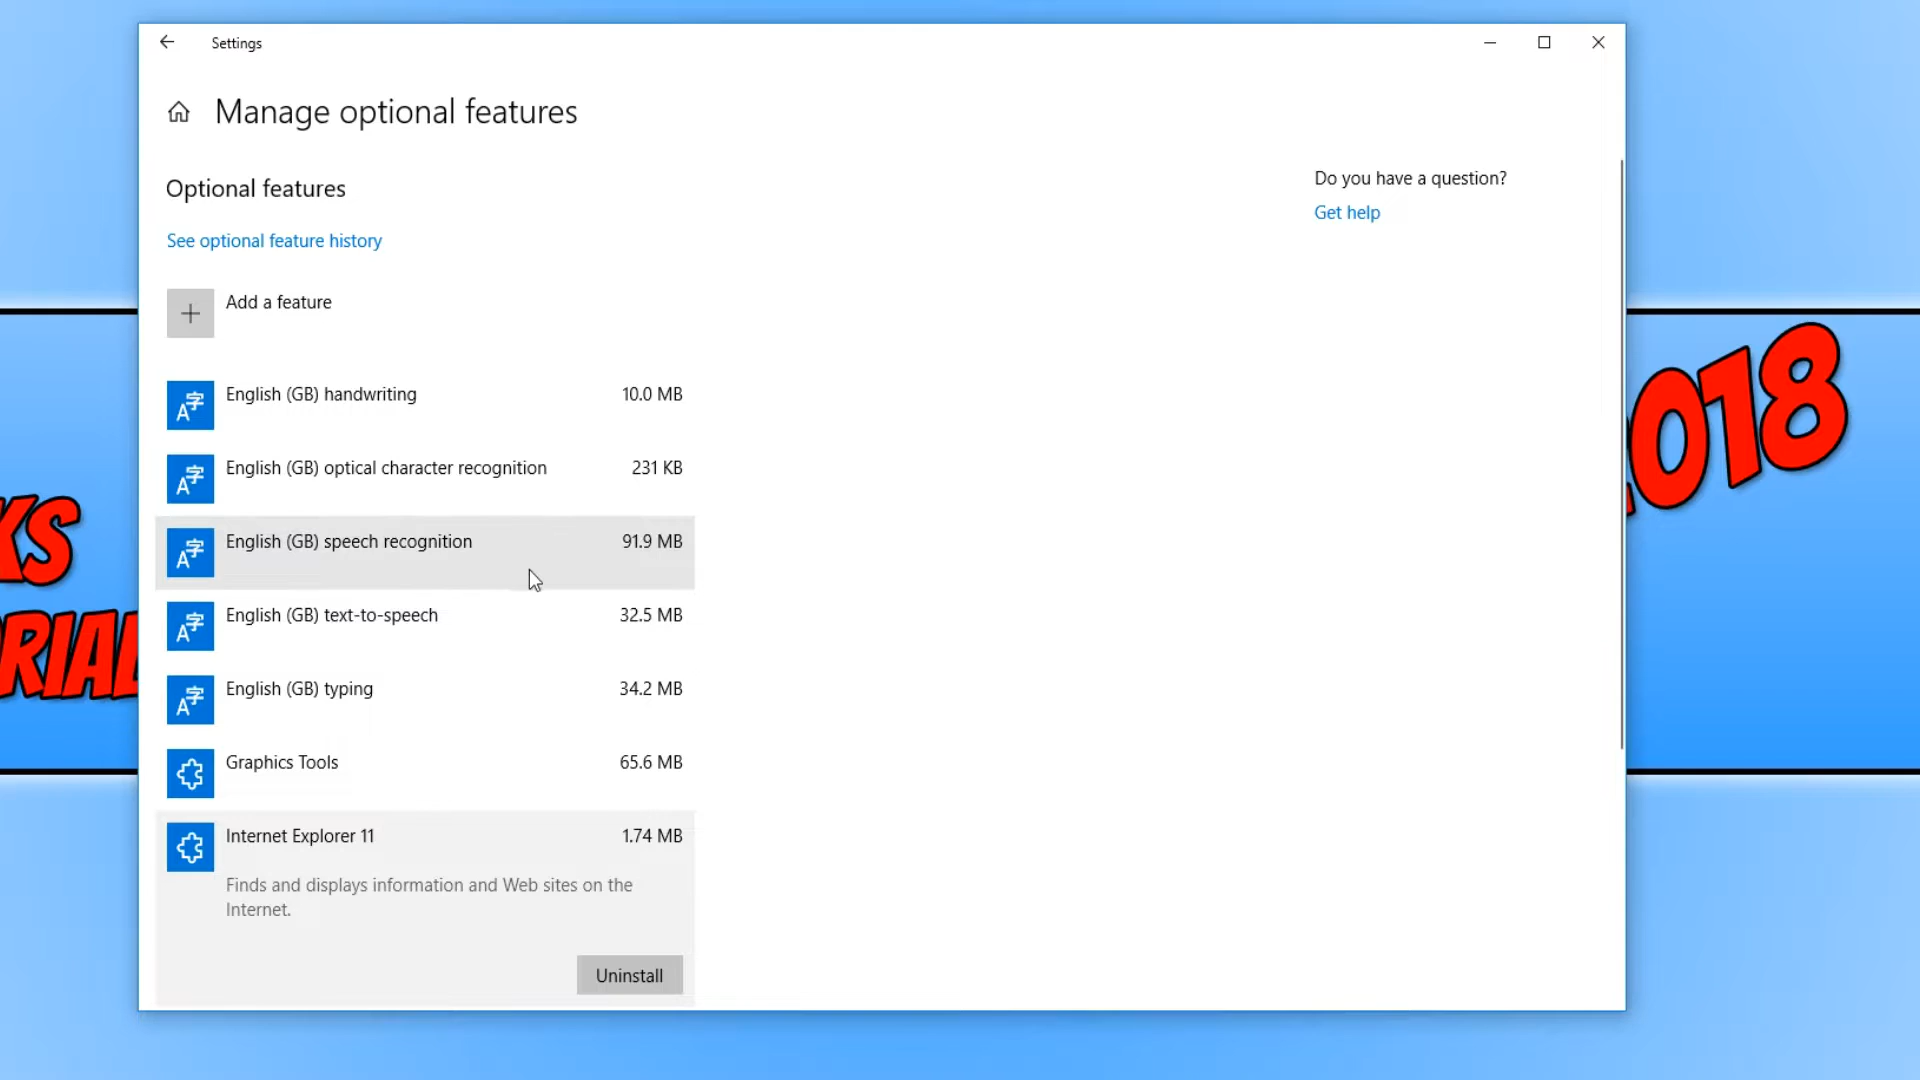 Settings
Manage optional features
Optional features
Do you have a question?
Get help
See optional feature history
Add a feature
English (GB) handwriting 10.0 MB
English (GB) optical character recognition 231 KB
English (GB) speech recognition 91.9 MB
English (GB) text-to-speech 32.5 MB
English (GB) typing 34.2 MB
Graphics Tools 65.6 MB
Internet Explorer 11 1.74 MB
Finds and displays information and Web sites on the
Internet.
Uninstall
KS
RIAL
2018